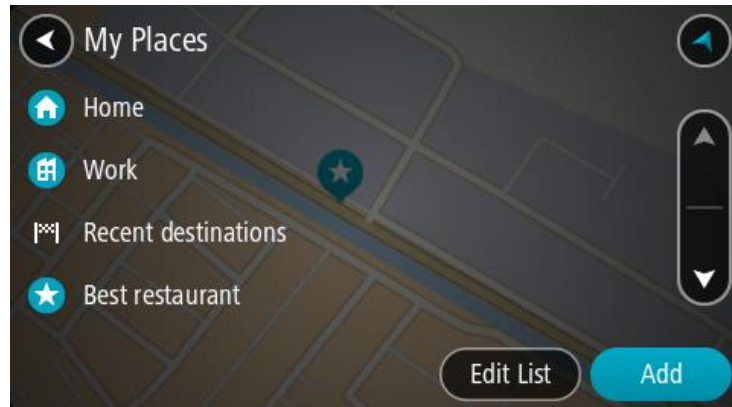 My Places
Home
Work
Recent destinations
Best restaurant
Edit List
Add